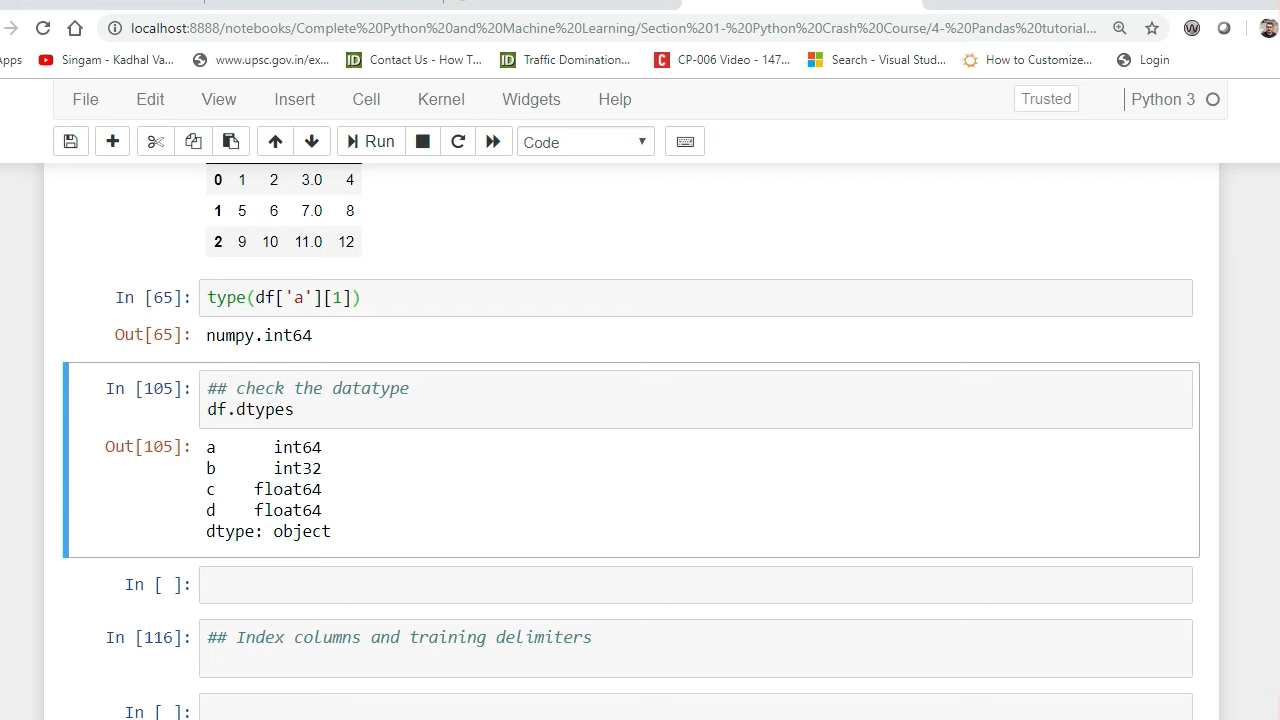 localhost:8888/notebooks/Complete%20Python%20and%20Machine%20Learning/Section%201-%20Python%20Crash%20Course/4-%20Pandas%20tutorial...
Apps Singam Kadhal Va... www.upsc.gov.in/ex... ID Contact Us - How T... ID Traffic Domination... C CP-006 Video - 147... Search - Visual Stud... How to Customize... Login
File Edit View Insert Cell Kernel Widgets Help Trusted Python 3
Run Code
0 1 2 3.0 4
1 5 6 7.0 8
2 9 10 11.0 12
In [65]: type(df['a'][1])
Out[65]: numpy.int64
In [105]: ## check the datatype
df.dtypes
Out[105]: a int64
b int32
c float64
d float64
dtype: object
In [ ]:
In [116]: ## Index columns and training delimiters
In [ ]: